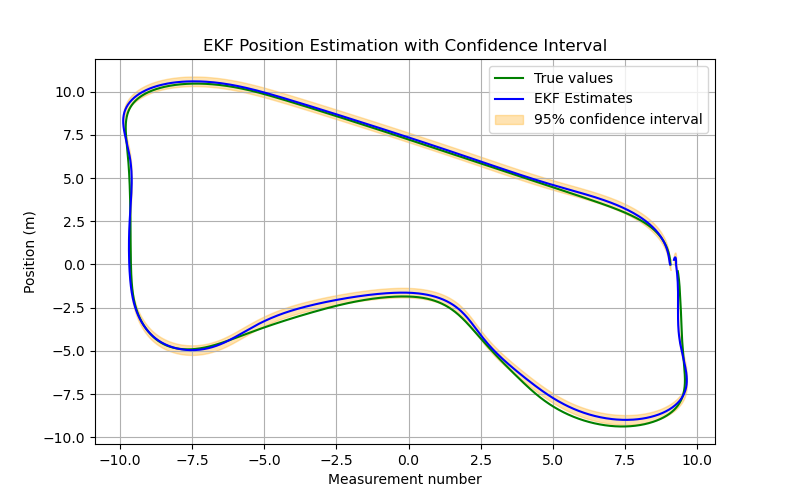 EKF Position Estimation with Confidence Interval
True values
EKF Estimates
95% confidence interval
10.0
7.5
5.0
2.5
0.0
−2.5
−5.0
−7.5
−10.0
Position (m)
−10.0 −7.5 −5.0 −2.5 0.0 2.5 5.0 7.5 10.0
Measurement number